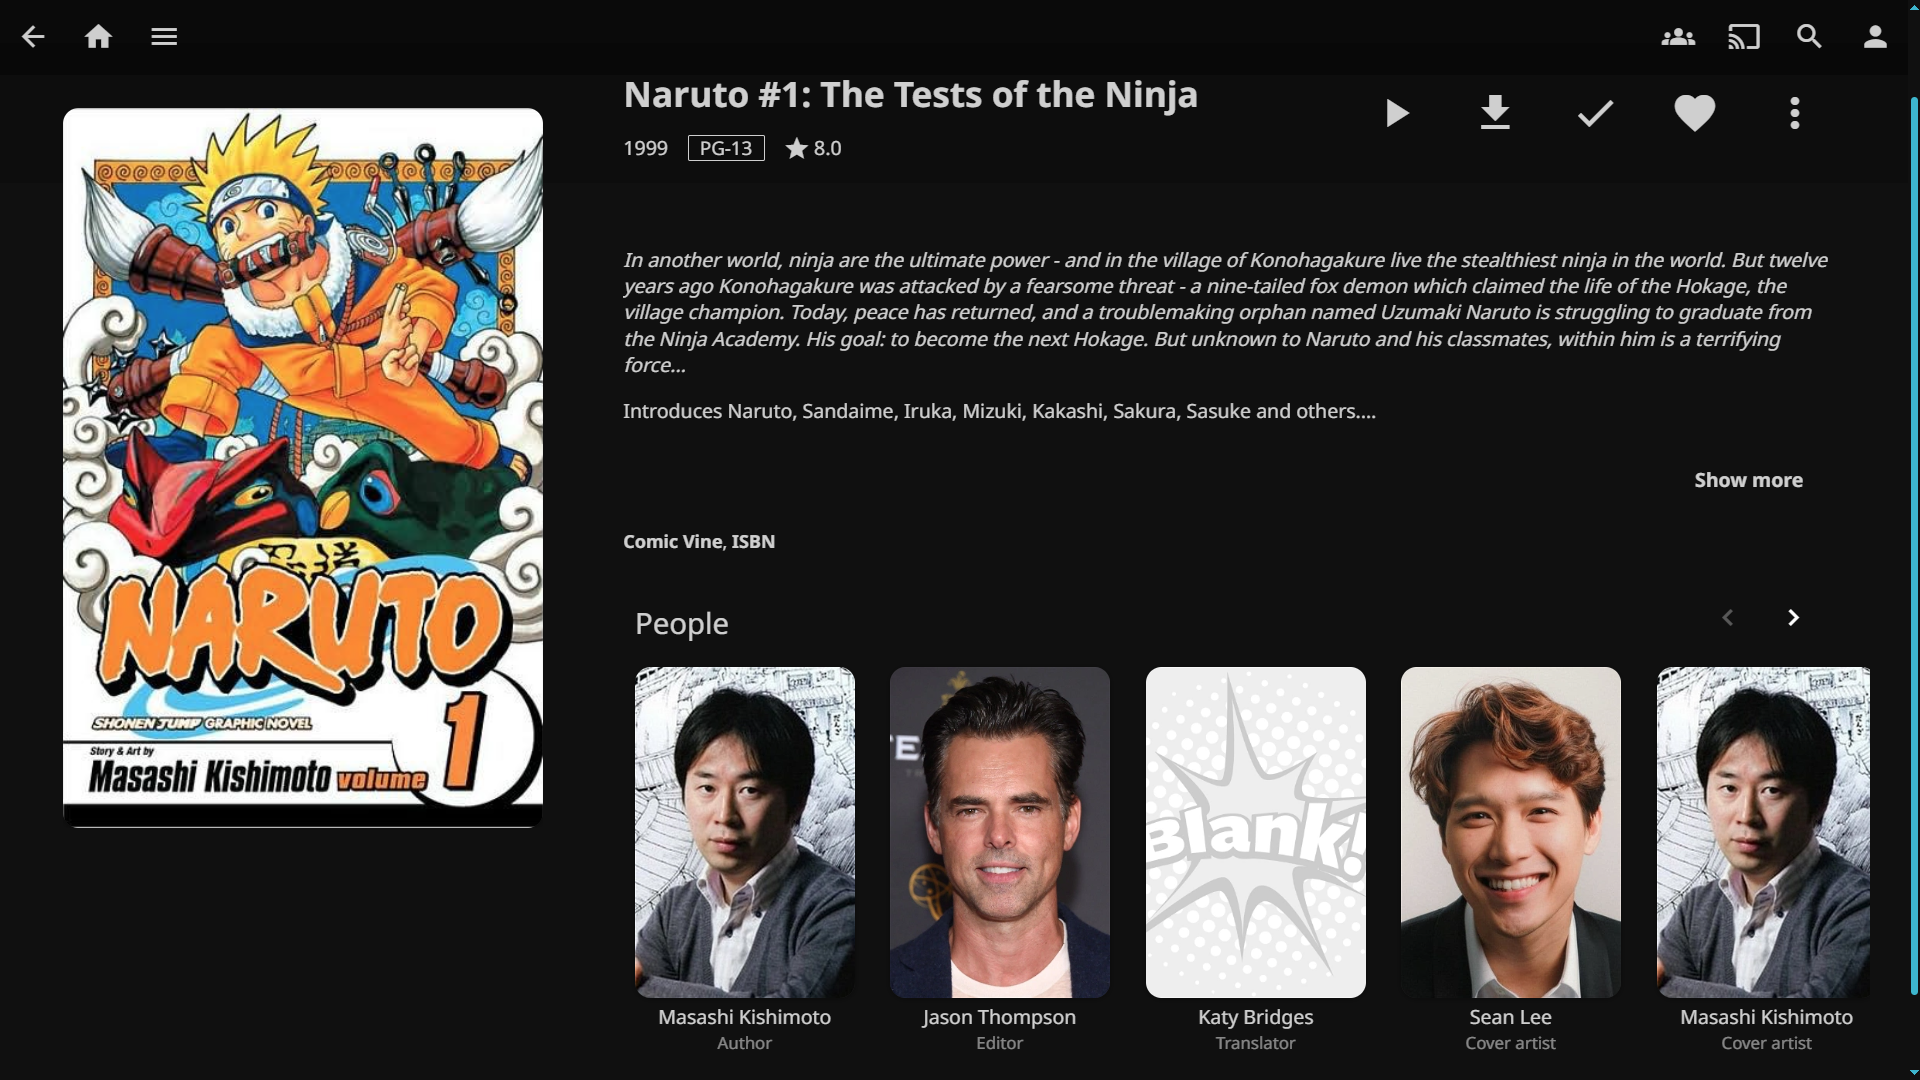 Naruto #1: The Tests of the Ninja
1999 PG-13 8.0
In another world, ninja are the ultimate power - and in the village of Konohagakure live the stealthiest ninja in the world. But twelve
years ago Konohagakure was attacked by a fearsome threat - a nine-tailed fox demon which claimed the life of the Hokage, the
village champion. Today, peace has returned, and a troublemaking orphan named Uzumaki Naruto is struggling to graduate from
the Ninja Academy. His goal: to become the next Hokage. But unknown to Naruto and his classmates, within him is a terrifying
force...
Introduces Naruto, Sandaime, Iruka, Mizuki, Kakashi, Sakura, Sasuke and others....
Show more
Comic Vine, ISBN
NARUTO
SHONEN JUMP GRAPHIC NOVEL
1
Story & Art by
Masashi Kishimoto volume
People
Blank!
Masashi Kishimoto
Author
Jason Thompson
Editor
Katy Bridges
Translator
Sean Lee
Cover artist
Masashi Kishimoto
Cover artist